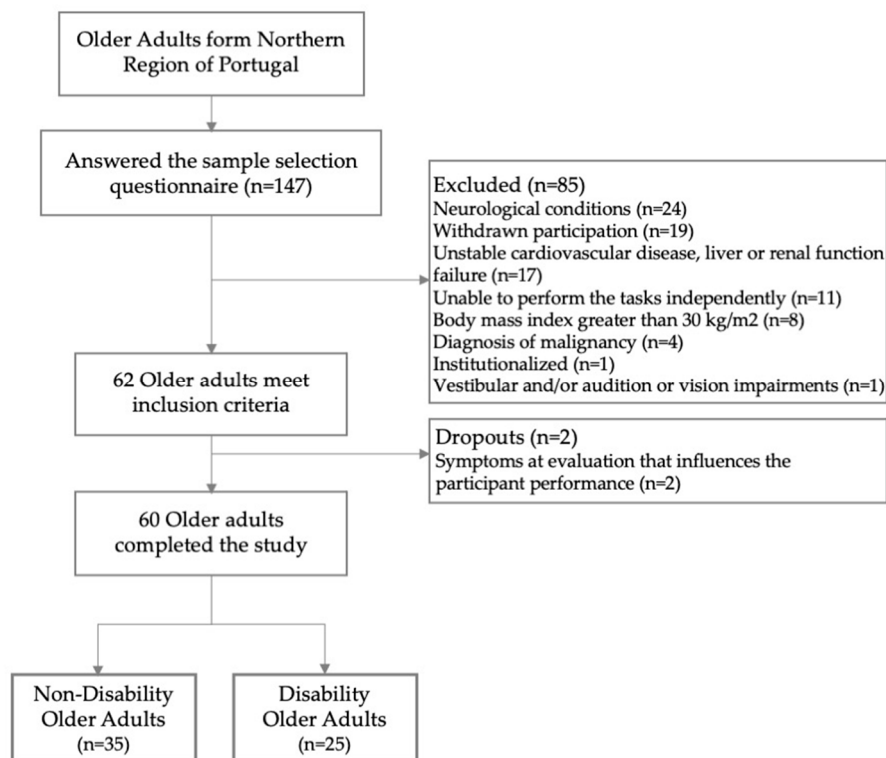 Older Adults form Northern
Region of Portugal
Answered the sample selection
questionnaire (n=147)
Excluded (n=85)
Neurological conditions (n=24)
Withdrawn participation (n=19)
Unstable cardiovascular disease, liver or renal function
failure (n=17)
Unable to perform the tasks independently (n=11)
Body mass index greater than 30 kg/m2 (n=8)
Diagnosis of malignancy (n=4)
Institutionalized (n=1)
Vestibular and/or audition or vision impairments (n=1)
62 Older adults meet
inclusion criteria
Dropouts (n=2)
Symptoms at evaluation that influences the
participant performance (n=2)
60 Older adults
completed the study
Non-Disability
Older Adults
(n=35)
Disability
Older Adults
(n=25)